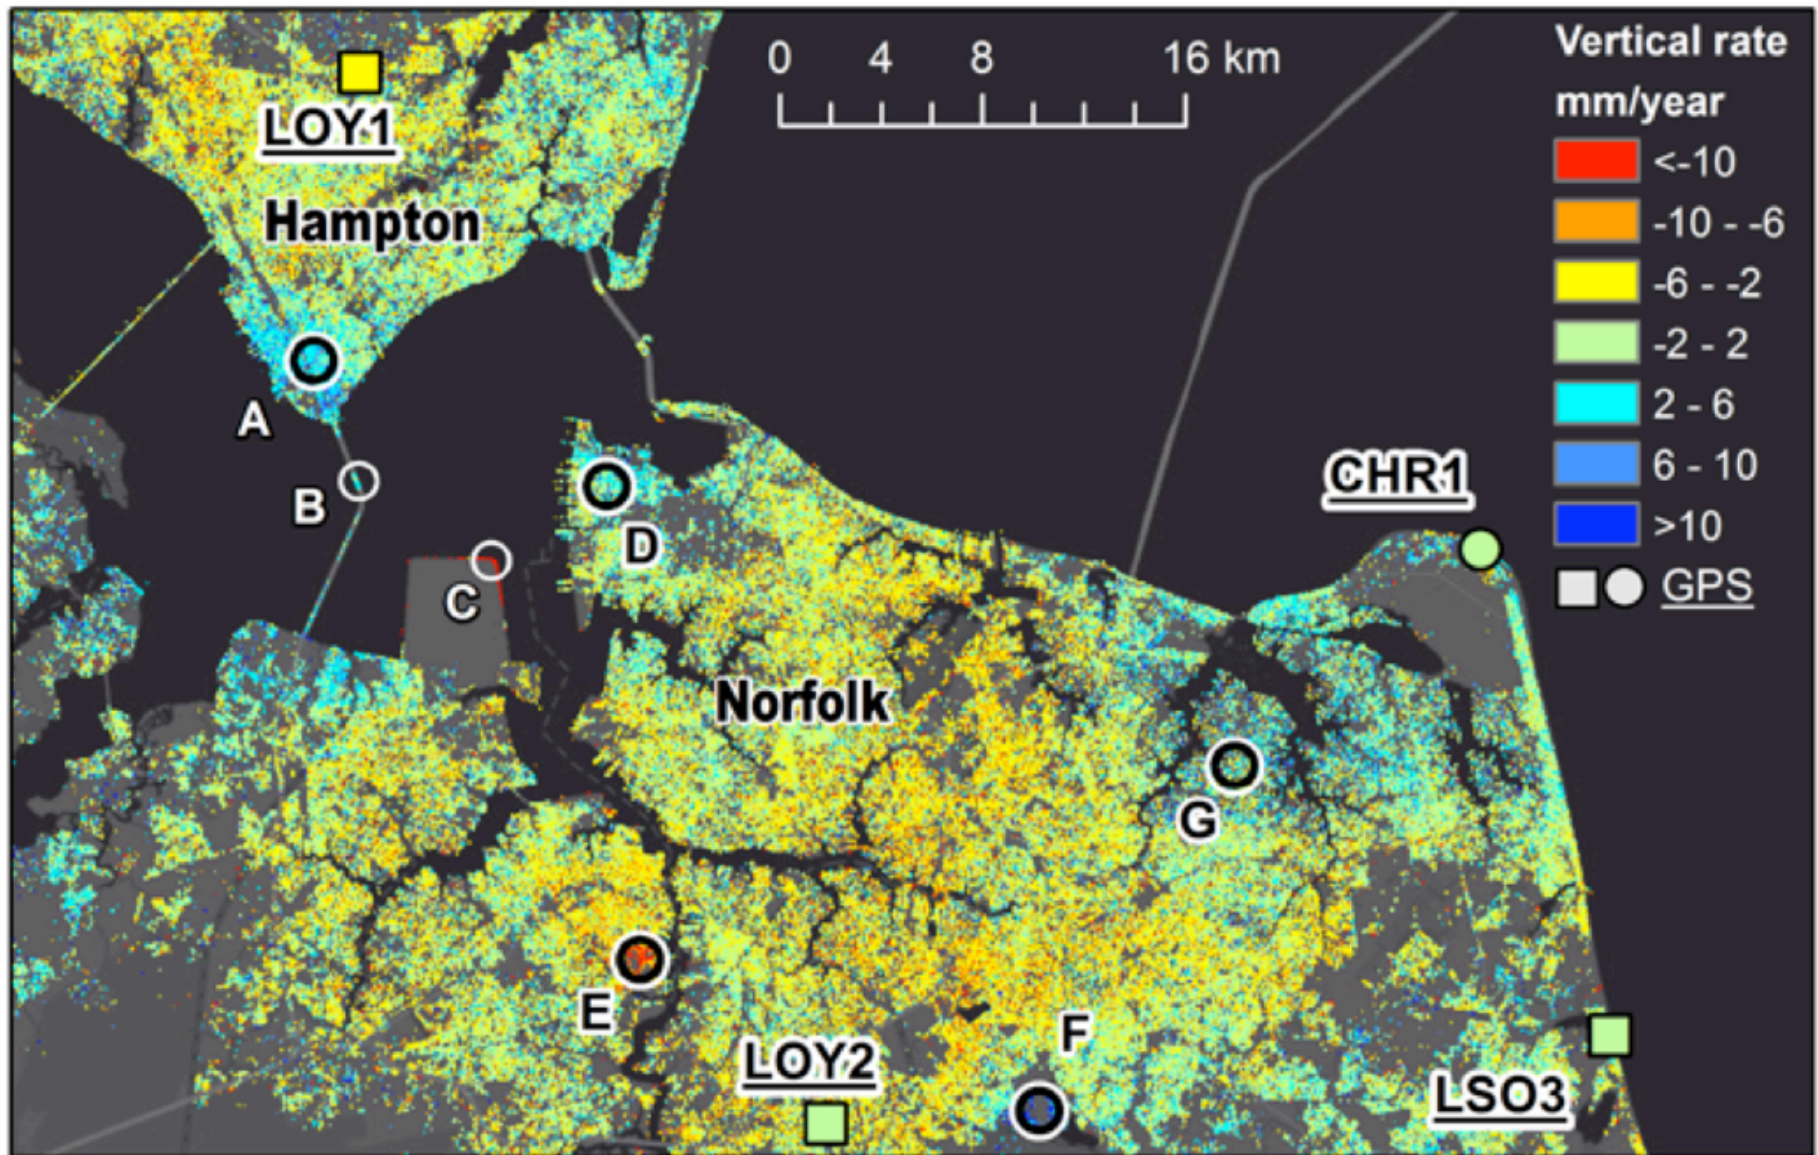 0 4 8 16 km
Vertical rate
mm/year
<-10
-10 - -6
-6 - -2
-2 - 2
2 - 6
6 - 10
>10
GPS
LOY1
Hampton
A
B
C
D
CHR1
Norfolk
G
E
F
LOY2
LSO3